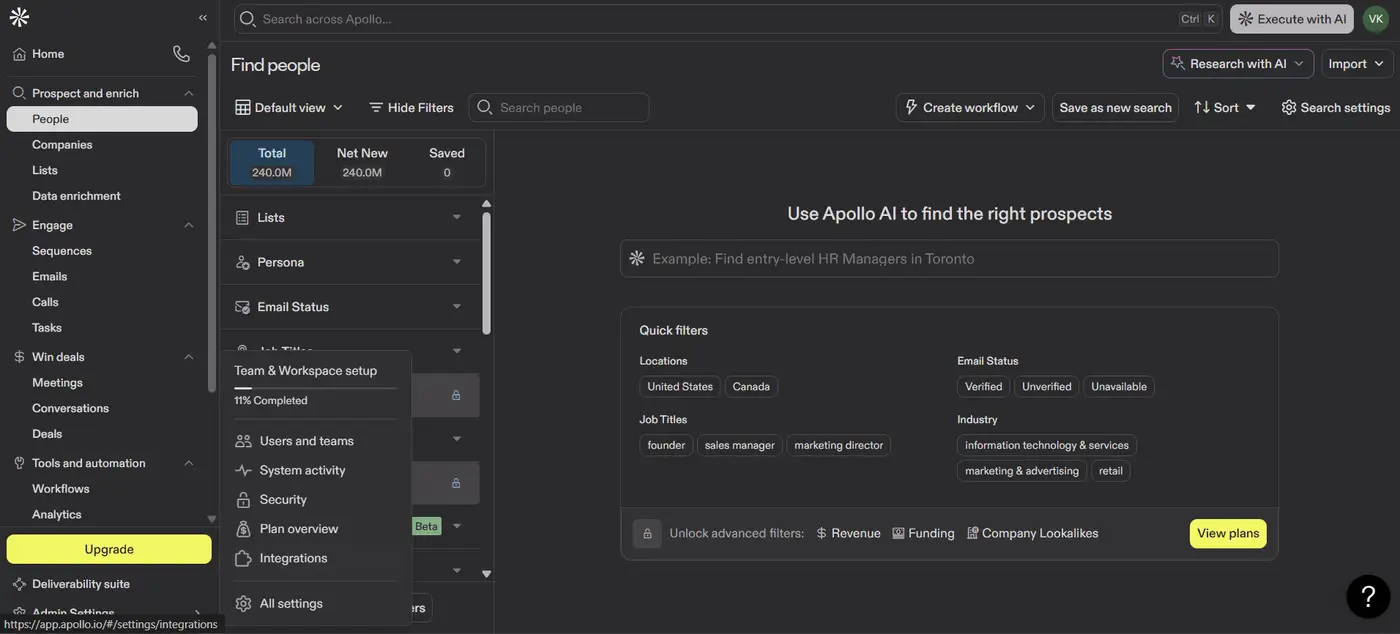 «
Search across Apollo...
Ctrl K
Execute with AI
VK
Home
Prospect and enrich
People
Companies
Lists
Data enrichment
Engage
Sequences
Emails
Calls
Tasks
Win deals
Meetings
Conversations
Deals
Tools and automation
Workflows
Analytics
Upgrade
Deliverability suite
Admin Settings
https://app.apollo.io/#/settings/integrations
Find people
Research with AI
Import
Default view
Hide Filters
Search people
Create workflow
Save as new search
Sort
Search settings
Total
240.0M
Net New
240.0M
Saved
0
Lists
Persona
Email Status
Job Titles
Beta
Team & Workspace setup
11% Completed
Users and teams
System activity
Security
Plan overview
Integrations
All settings
Use Apollo AI to find the right prospects
Example: Find entry-level HR Managers in Toronto
Quick filters
Locations
United States Canada
Email Status
Verified Unverified Unavailable
Job Titles
founder sales manager marketing director
Industry
information technology & services
marketing & advertising retail
Unlock advanced filters: Revenue Funding Company Lookalikes
View plans
?